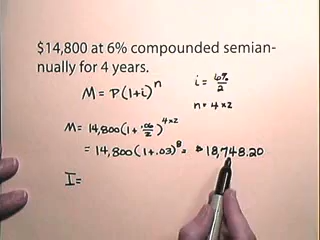 $14,800 at 6% compounded semian-
nually for 4 years.
M = P(1+i)^n
i = 6%/2
n = 4×2
M = 14,800(1+.06/2)^4×2
= 14,800(1+.03)^8 = $18,748.20
I =